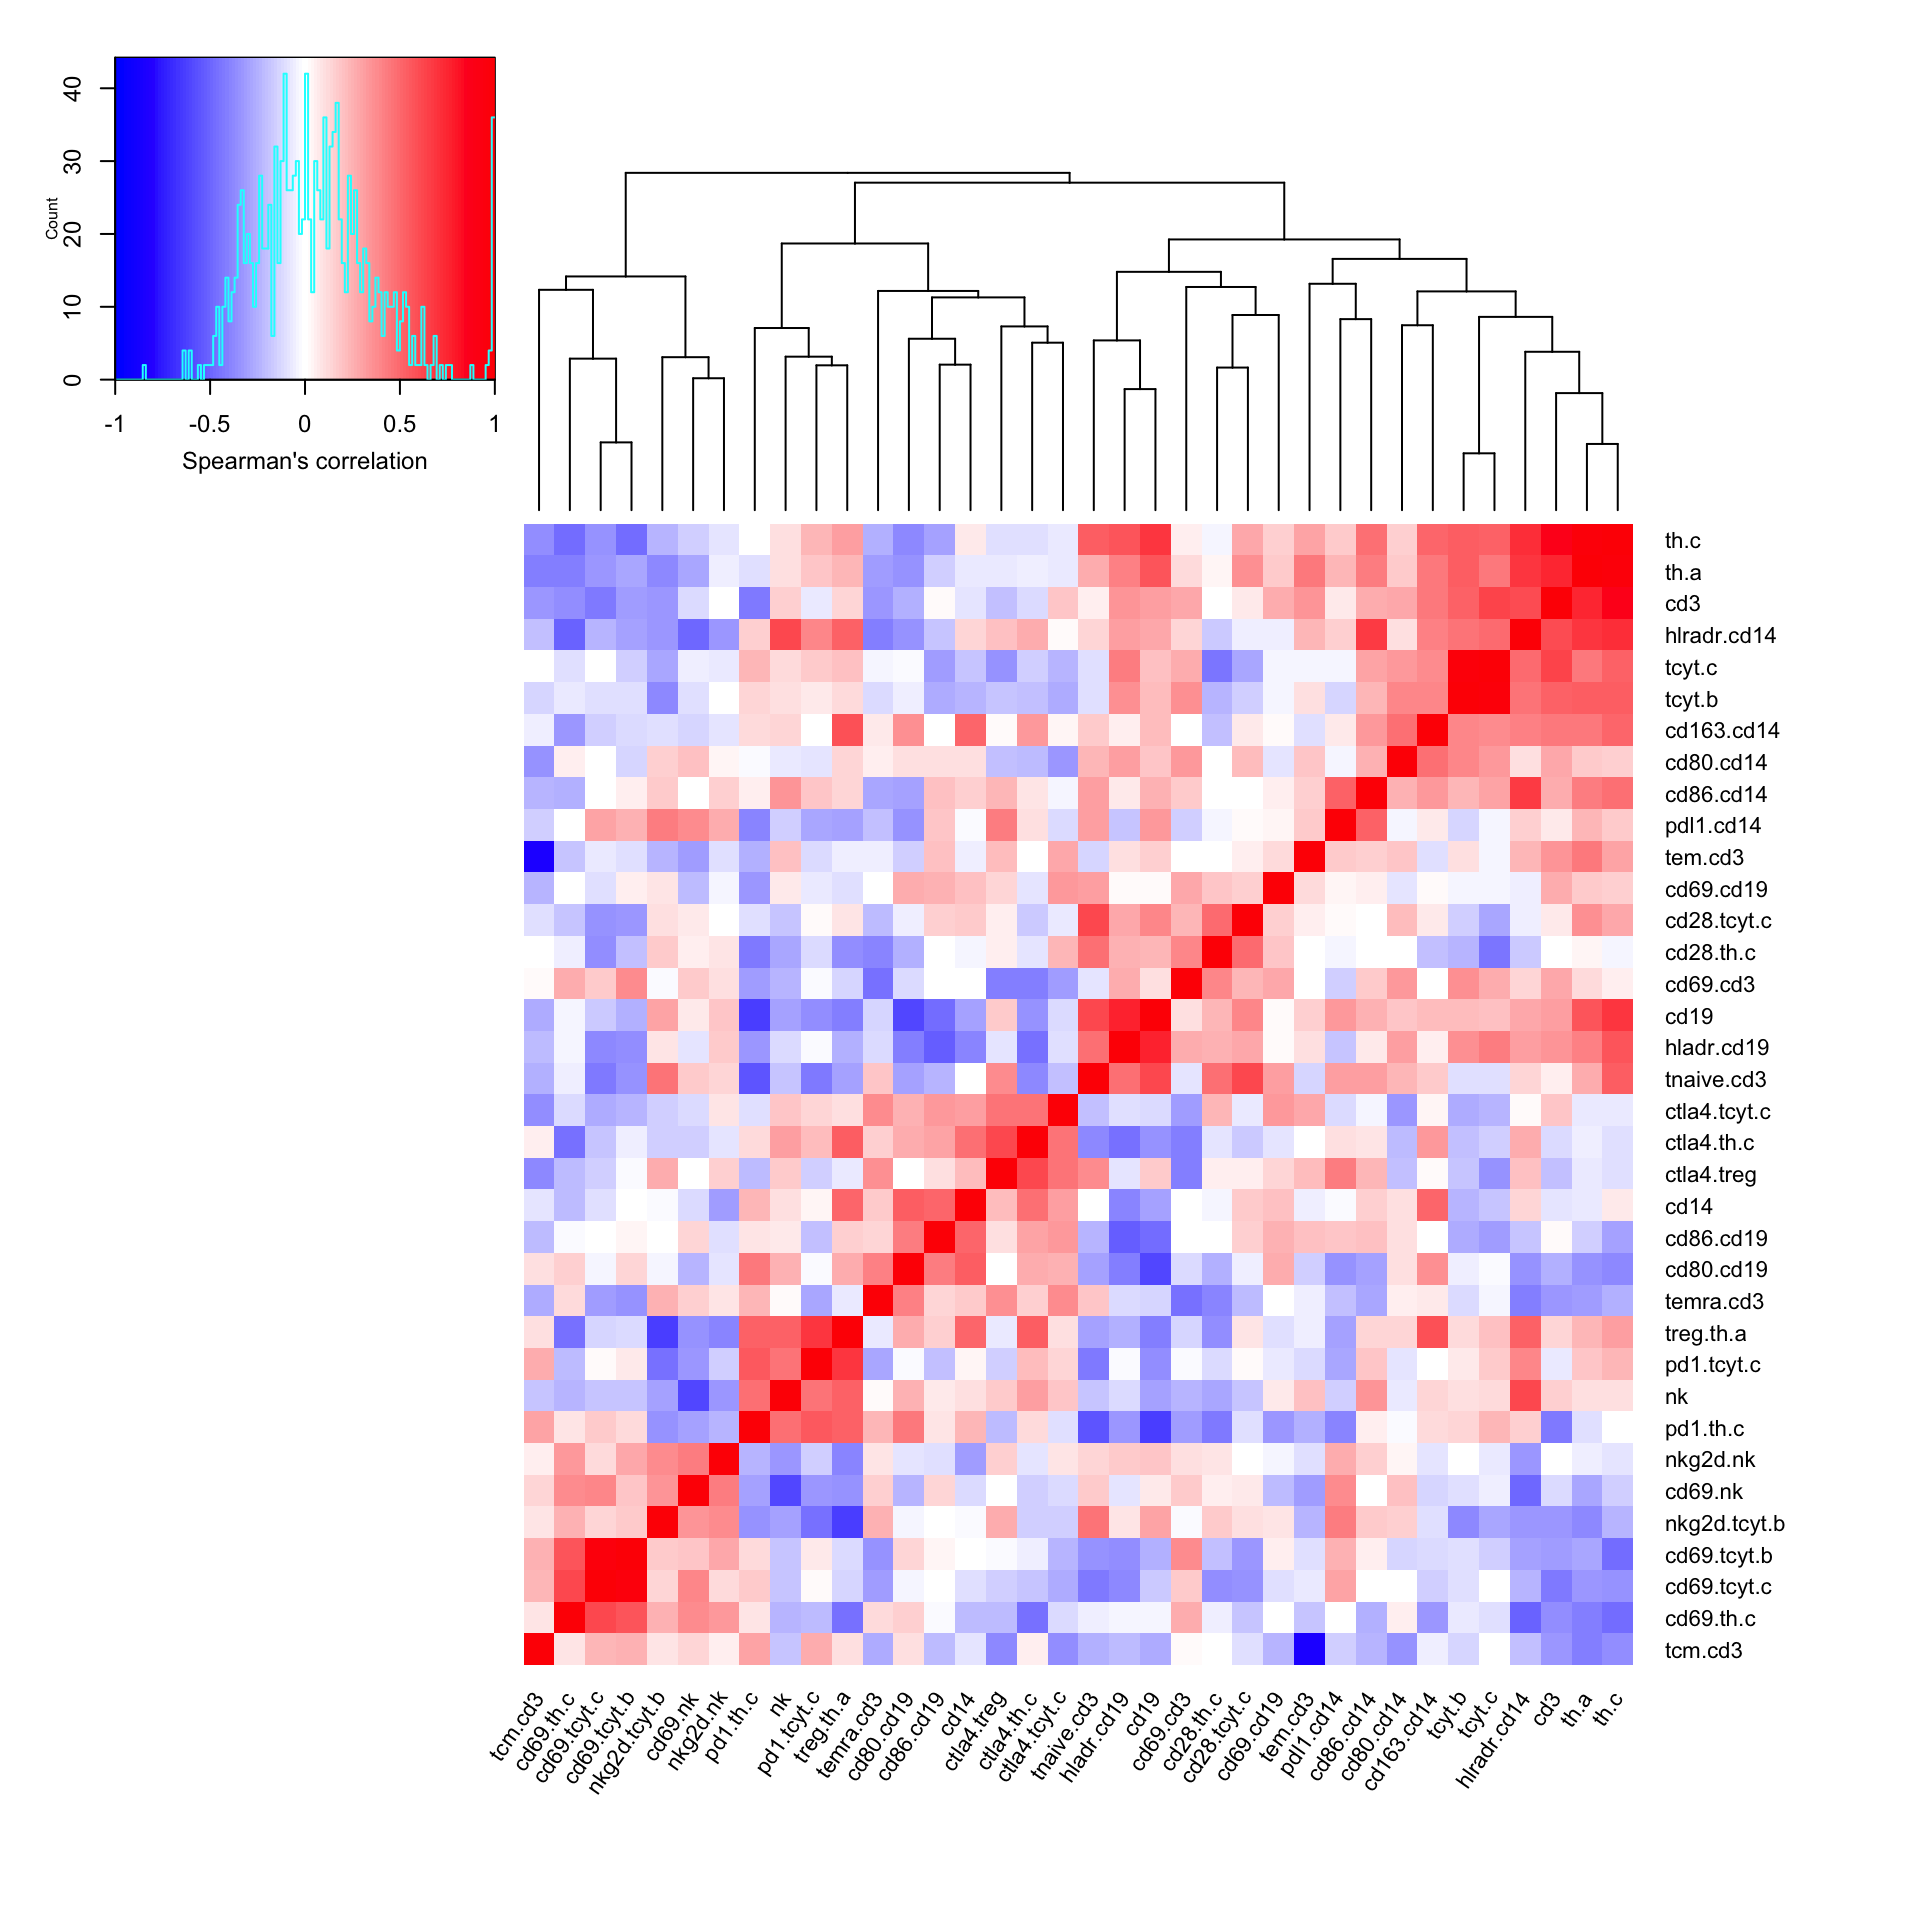 40
30
20
10
0
Count
-1 -0.5 0 0.5 1
Spearman's correlation
th.c
th.a
cd3
hlradr.cd14
tcyt.c
tcyt.b
cd163.cd14
cd80.cd14
cd86.cd14
pdl1.cd14
tem.cd3
cd69.cd19
cd28.tcyt.c
cd28.th.c
cd69.cd3
cd19
hladr.cd19
tnaive.cd3
ctla4.tcyt.c
ctla4.th.c
ctla4.treg
cd14
cd86.cd19
cd80.cd19
temra.cd3
treg.th.a
pd1.tcyt.c
nk
pd1.th.c
nkg2d.nk
cd69.nk
nkg2d.tcyt.b
cd69.tcyt.b
cd69.tcyt.c
cd69.th.c
tcm.cd3
tcm.cd3
cd69.th.c
cd69.tcyt.c
cd69.tcyt.b
nkg2d.tcyt.b
cd69.nk
nkg2d.nk
pd1.th.c
nk
pd1.tcyt.c
treg.th.a
temra.cd3
cd80.cd19
cd86.cd19
cd14
ctla4.treg
ctla4.th.c
ctla4.tcyt.c
tnaive.cd3
hladr.cd19
cd19
cd69.cd3
cd28.th.c
cd28.tcyt.c
cd69.cd19
tem.cd3
pdl1.cd14
cd86.cd14
cd80.cd14
cd163.cd14
tcyt.b
tcyt.c
hlradr.cd14
cd3
th.a
th.c